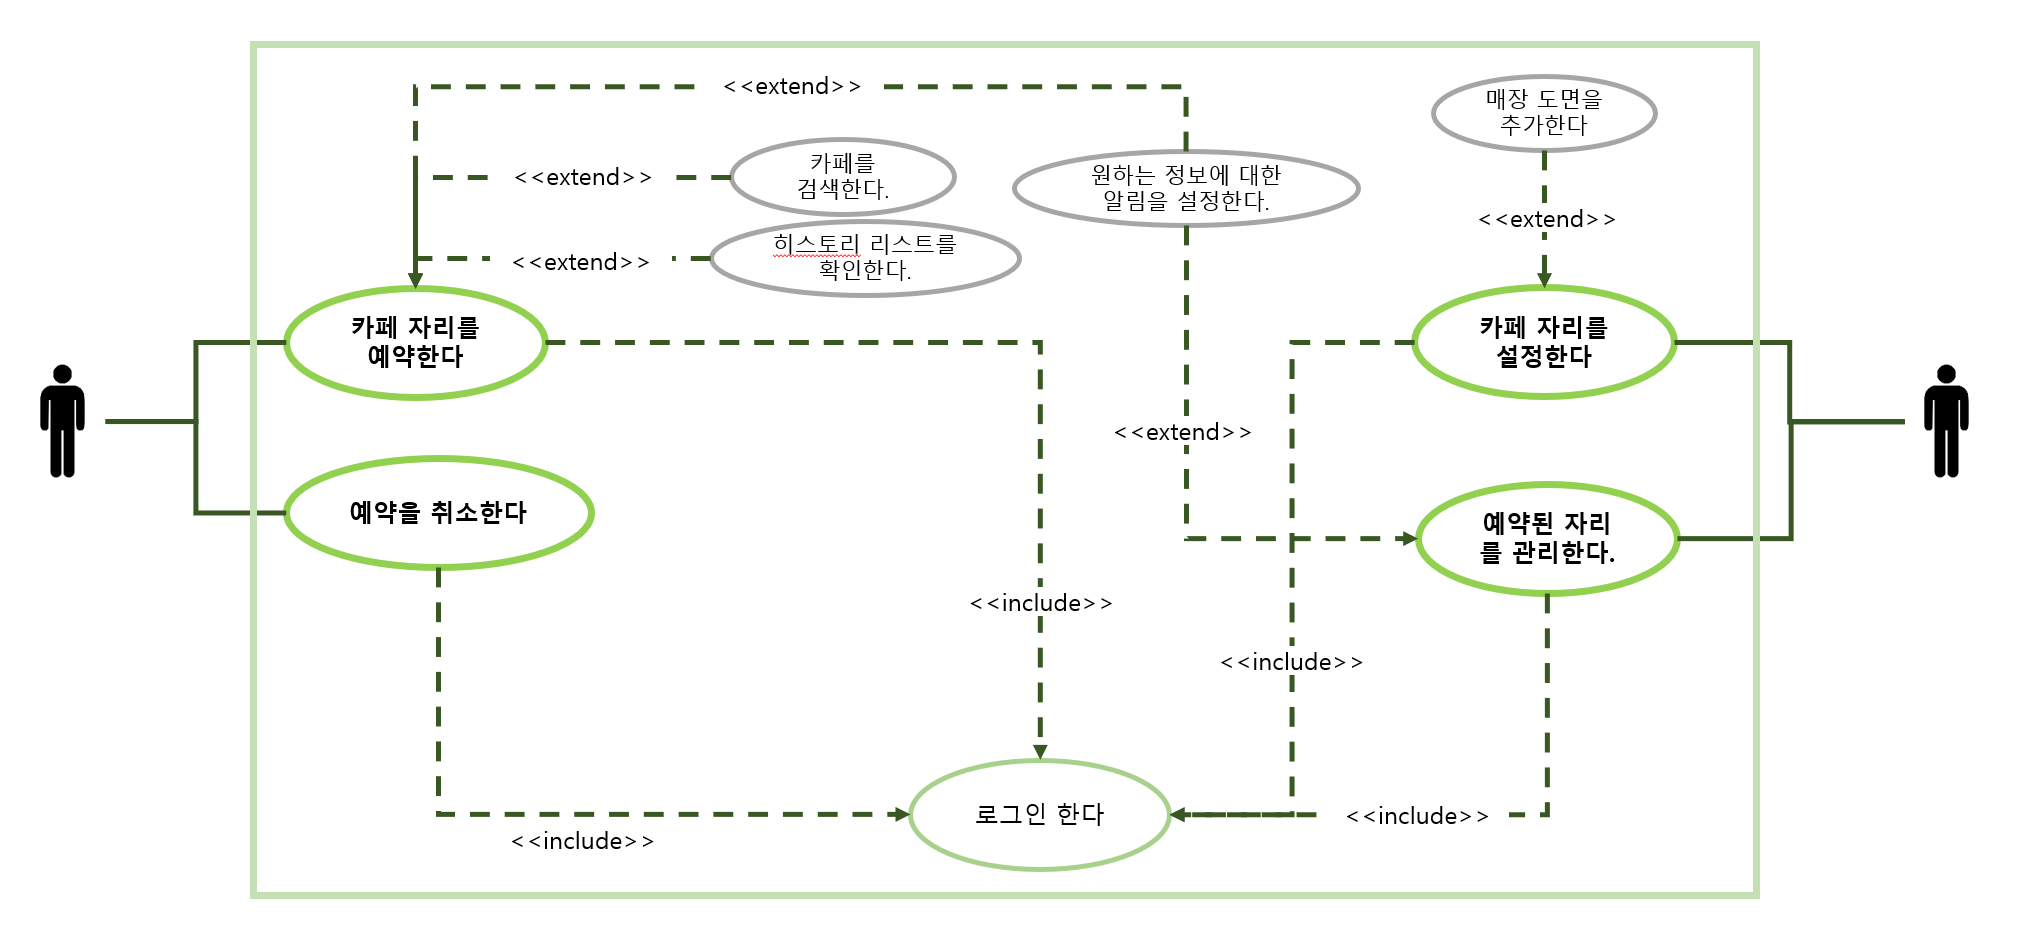 <<extend>>
매장 도면을
추가한다
카페를
검색한다.
<<extend>>
원하는 정보에 대한
알림을 설정한다.
<<extend>>
히스토리 리스트를
확인한다.
<<extend>>
카페 자리를
예약한다
카페 자리를
설정한다
<<extend>>
예약을 취소한다
예약된 자리
를 관리한다.
<<include>>
<<include>>
로그인 한다
<<include>>
<<include>>